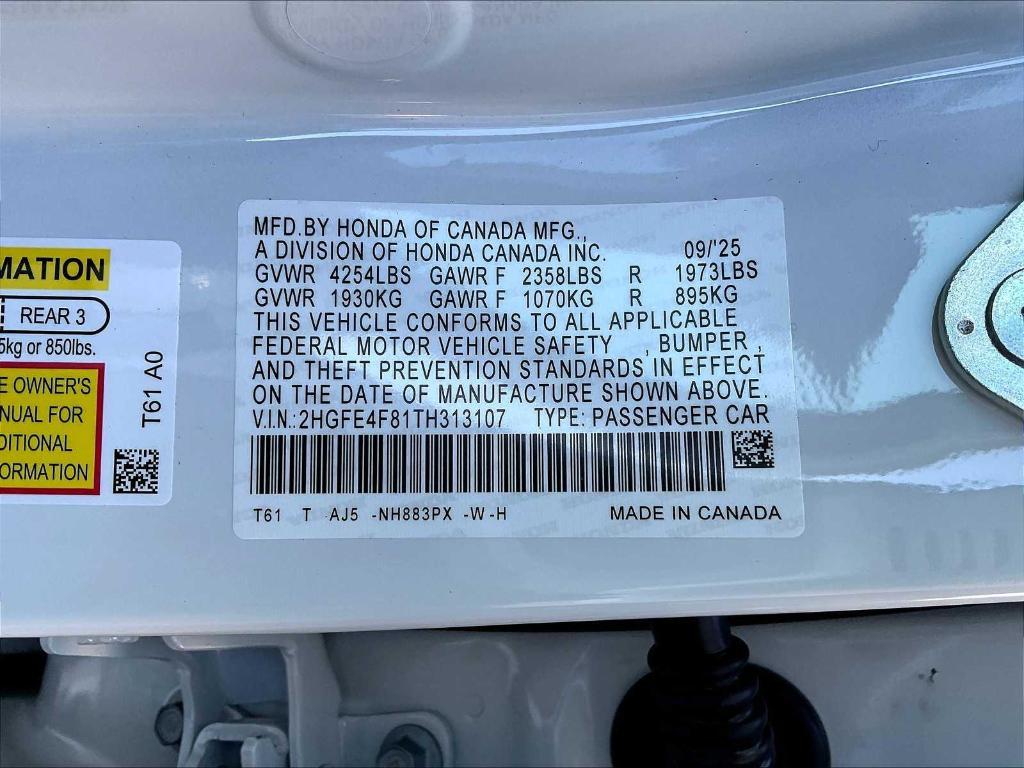 MATION
REAR 3
5kg or 850lbs.
E OWNER'S
NUAL FOR
DITIONAL
FORMATION
T61 A0
MFD.BY HONDA OF CANADA MFG.,
A DIVISION OF HONDA CANADA INC. 09/'25
GVWR 4254LBS GAWR F 2358LBS R 1973LBS
GVWR 1930KG GAWR F 1070KG R 895KG
THIS VEHICLE CONFORMS TO ALL APPLICABLE
FEDERAL MOTOR VEHICLE SAFETY , BUMPER ,
AND THEFT PREVENTION STANDARDS IN EFFECT
ON THE DATE OF MANUFACTURE SHOWN ABOVE.
V.I.N.:2HGFE4F81TH313107 TYPE: PASSENGER CAR
T61 T AJ5 -NH883PX -W-H MADE IN CANADA